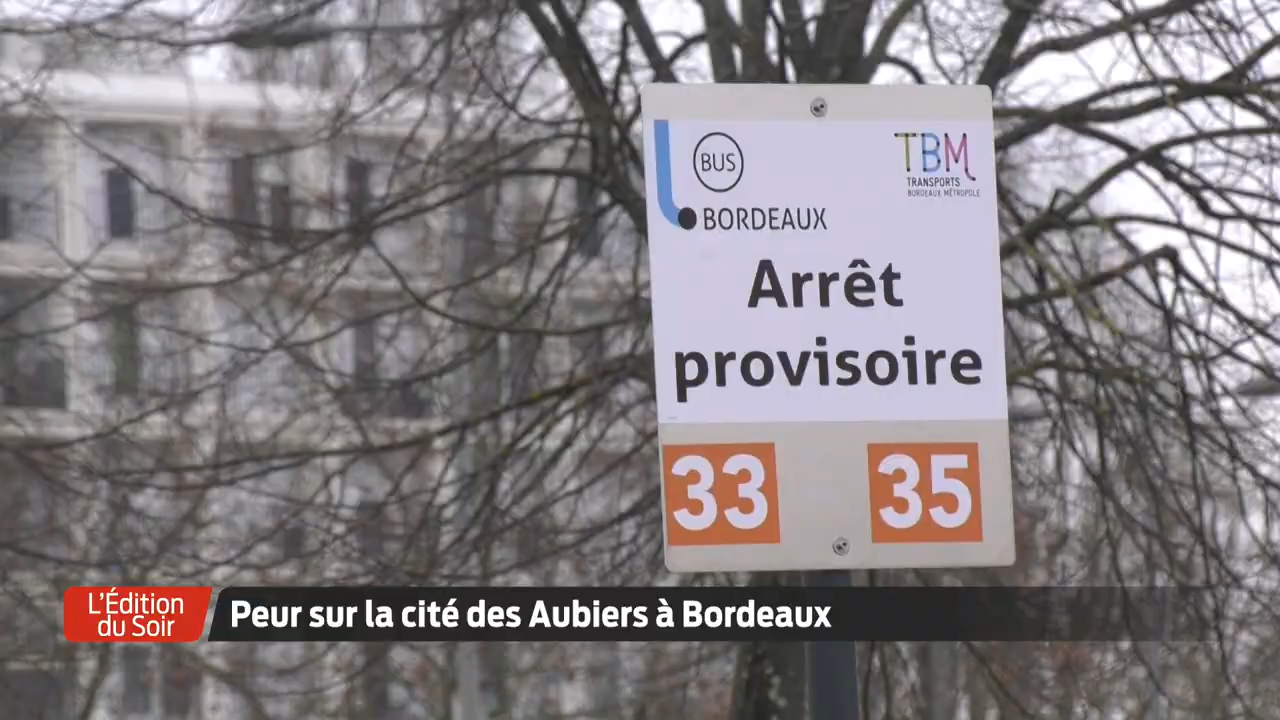 BUS
BORDEAUX
TBM
TRANSPORTS
BORDEAUX MÉTROPOLE
Arrêt
provisoire
33
35
L'Édition
du Soir
Peur sur la cité des Aubiers à Bordeaux